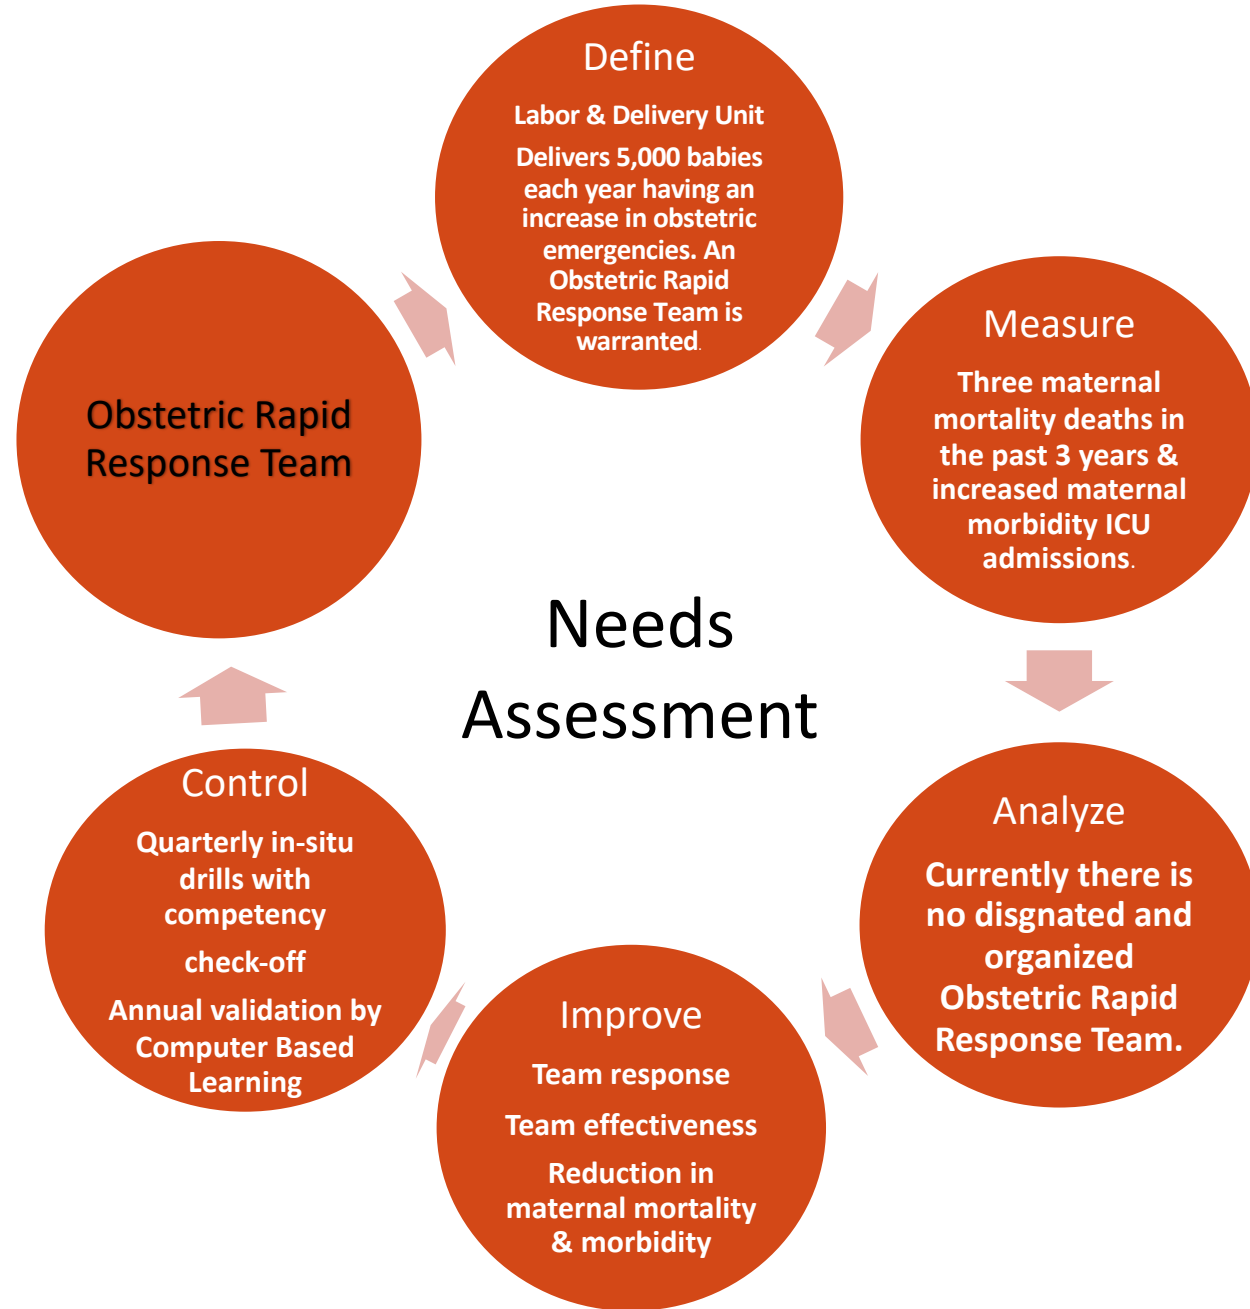 Define
Labor & Delivery Unit
Delivers 5,000 babies
each year having an
increase in obstetric
emergencies. An
Obstetric Rapid
Response Team is
warranted.
Measure
Three maternal
mortality deaths in
the past 3 years &
increased maternal
morbidity ICU
admissions.
Analyze
Currently there is
no disgnated and
organized
Obstetric Rapid
Response Team.
Improve
Team response
Team effectiveness
Reduction in
maternal mortality
& morbidity
Control
Quarterly in-situ
drills with
competency
check-off
Annual validation by
Computer Based
Learning
Obstetric Rapid
Response Team
Needs
Assessment